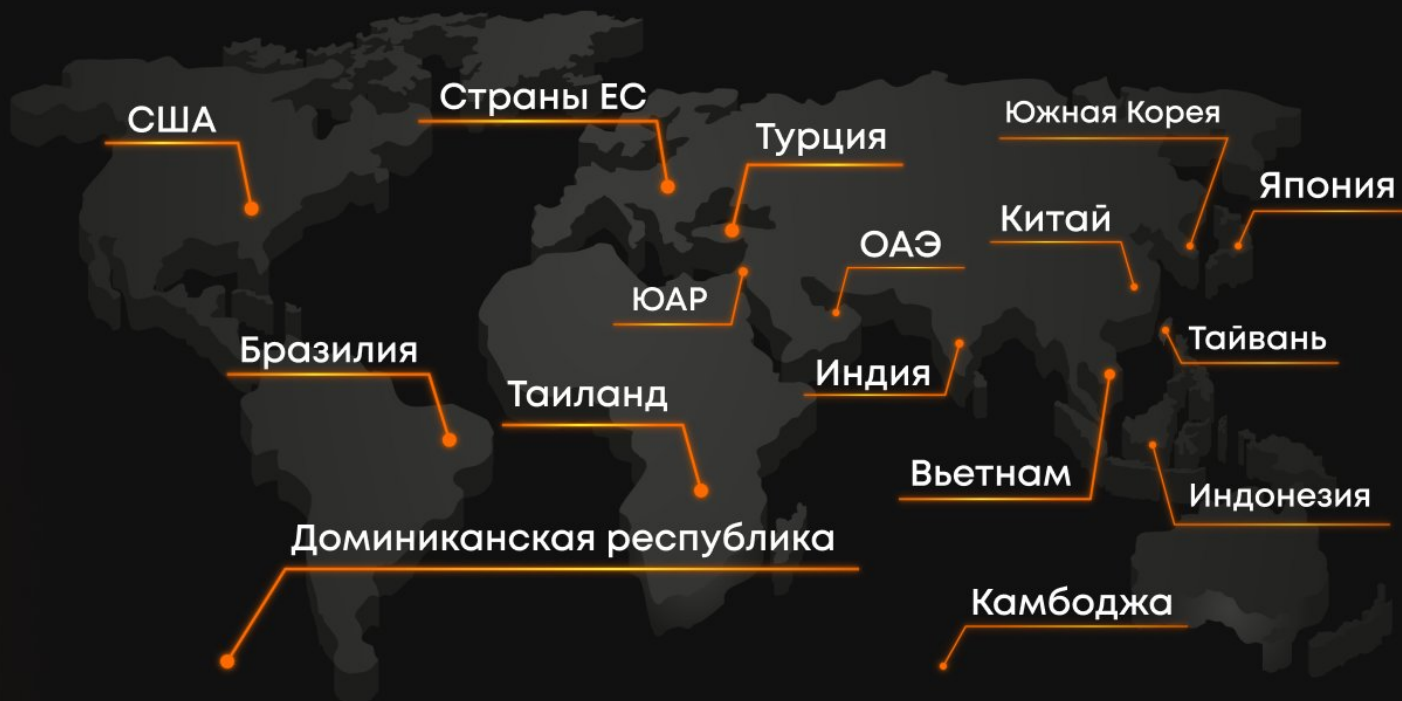 Страны ЕС
США
Южная Корея
Турция
Япония
Китай
ОАЭ
ЮАР
Тайвань
Бразилия
Индия
Таиланд
Вьетнам
Индонезия
Доминиканская республика
Камбоджа